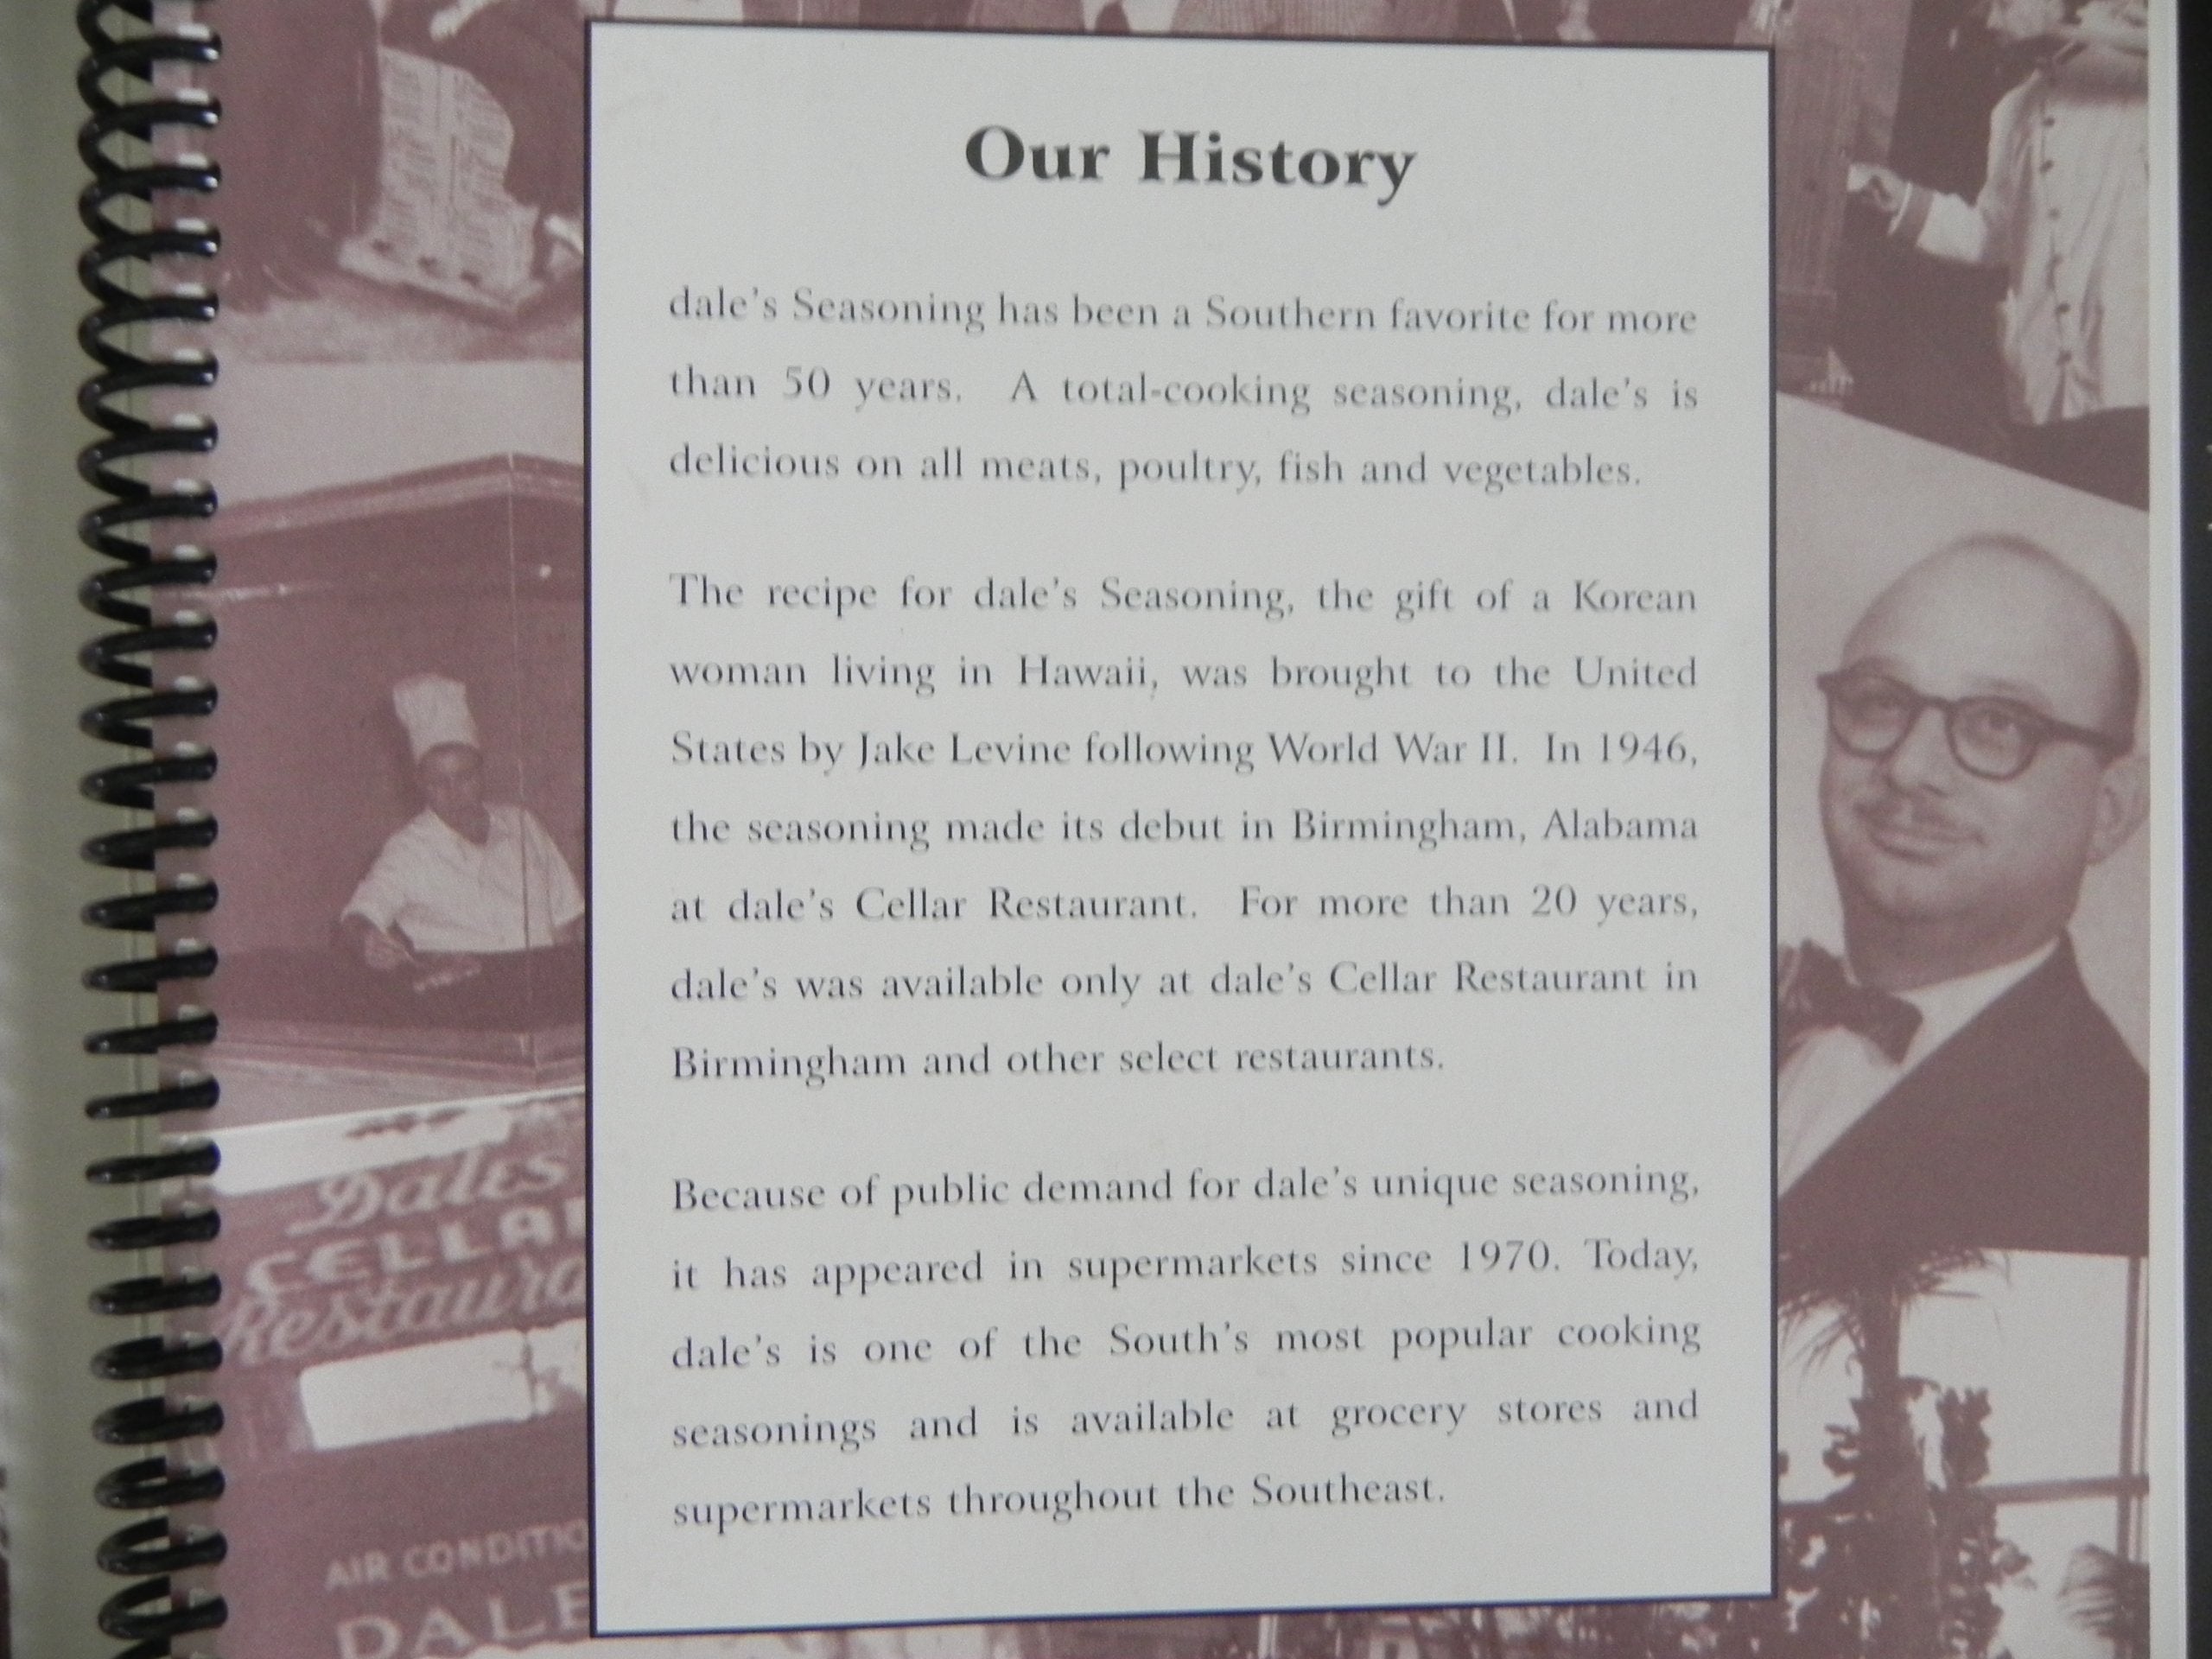 Our History
dale's Seasoning has been a Southern favorite for more
than 50 years. A total-cooking seasoning, dale's is
delicious on all meats, poultry, fish and vegetables.
The recipe for dale's Seasoning, the gift of a Korean
woman living in Hawaii, was brought to the United
States by Jake Levine following World War II. In 1946,
the seasoning made its debut in Birmingham, Alabama
at dale's Cellar Restaurant. For more than 20 years,
dale's was available only at dale's Cellar Restaurant in
Birmingham and other select restaurants.
Because of public demand for dale's unique seasoning,
it has appeared in supermarkets since 1970. Today,
dale's is one of the South's most popular cooking
seasonings and is available at grocery stores and
supermarkets throughout the Southeast.
Dales
CELLA
Restaura
AIR CONDITIO
DALE